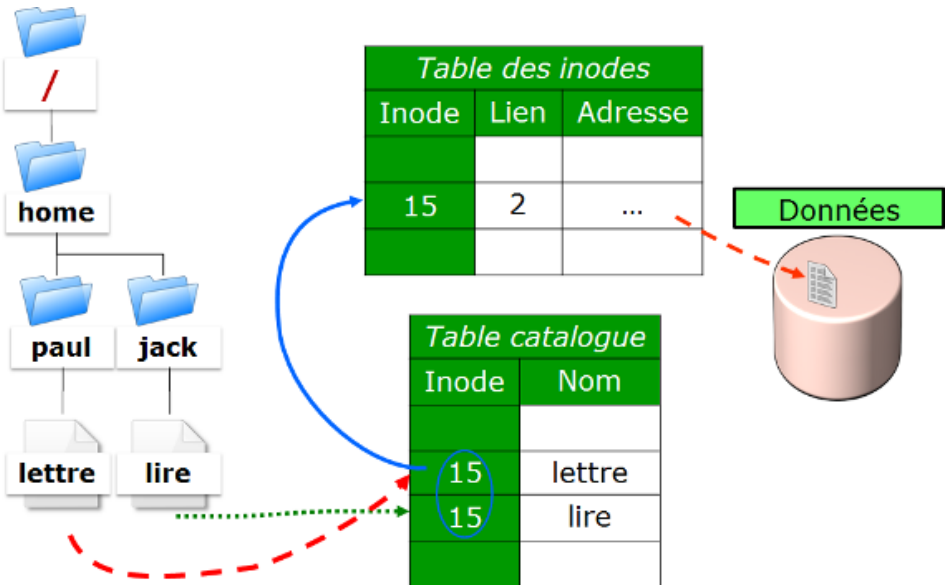 /
home
paul jack
lettre lire
Table des inodes
Inode Lien Adresse
15 2 ...
Données
Table catalogue
Inode Nom
15 lettre
15 lire